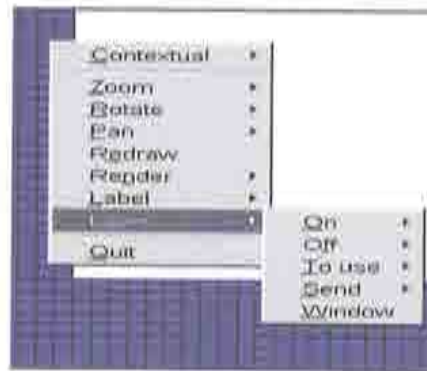 Contextual
Zoom
Rotate
Pan
Redraw
Render
Label
Quit
On
Off
To use
Send
Window